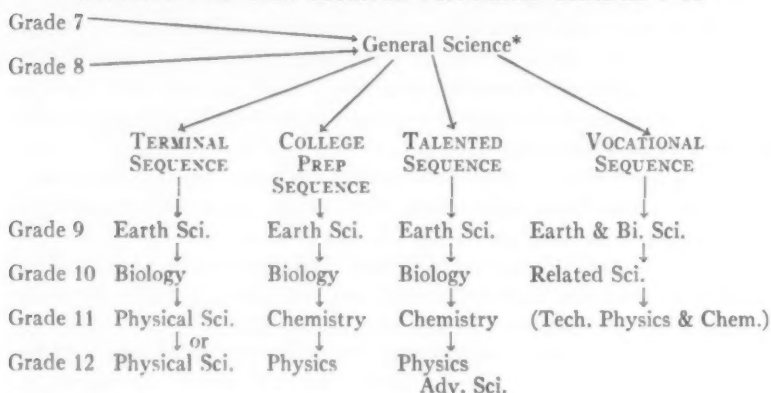 Grade 7
General Science*
Grade 8
TERMINAL SEQUENCE
COLLEGE PREP SEQUENCE
TALENTED SEQUENCE
VOCATIONAL SEQUENCE
Grade 9 Earth Sci. Earth Sci. Earth Sci. Earth & Bi. Sci.
Grade 10 Biology Biology Biology Related Sci.
Grade 11 Physical Sci. Chemistry Chemistry (Tech. Physics & Chem.)
or
Grade 12 Physical Sci. Physics Physics
Adv. Sci.